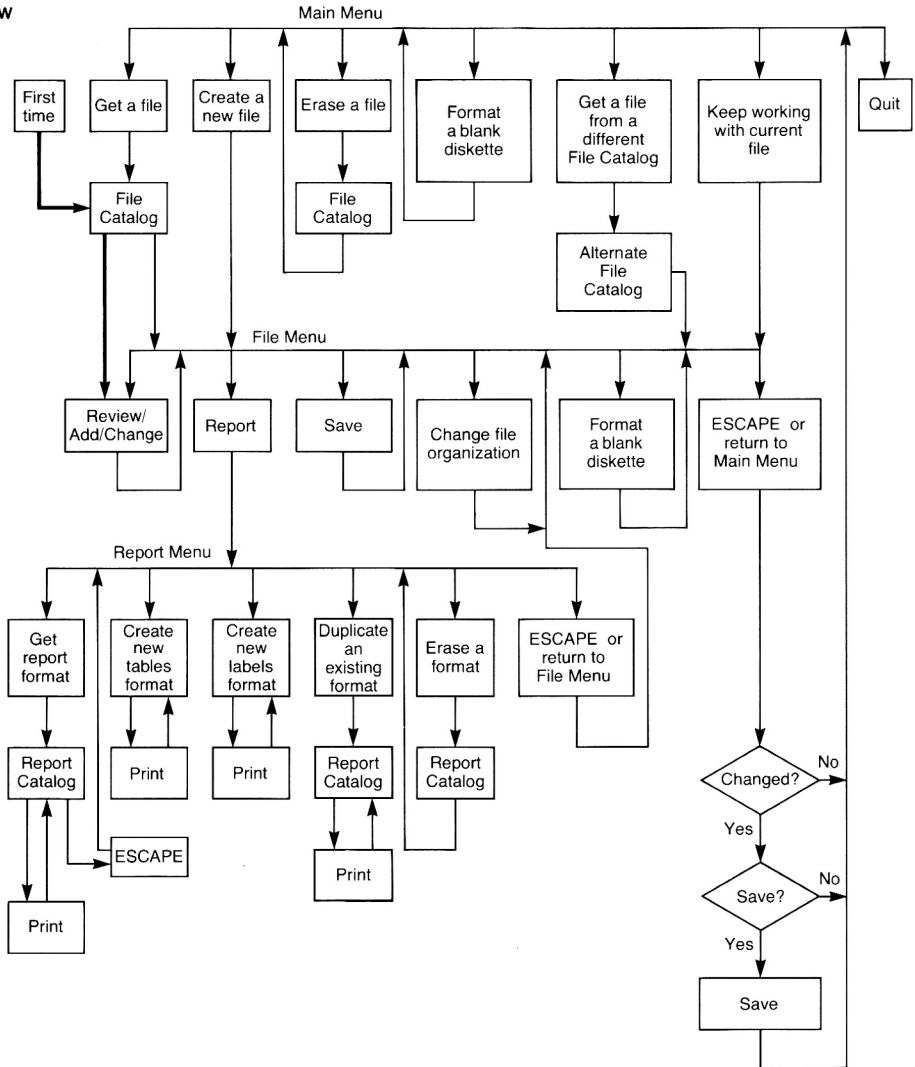 w
Main Menu
First
time
Get a file
Create a
new file
Erase a file
Format
a blank
diskette
Get a file
from a
different
File Catalog
Keep working
with current
file
Quit
File
Catalog
File
Catalog
Alternate
File
Catalog
File Menu
Review/
Add/Change
Report
Save
Change file
organization
Format
a blank
diskette
ESCAPE or
return to
Main Menu
Report Menu
Get
report
format
Create
new
tables
format
Create
new
labels
format
Duplicate
an
existing
format
Erase a
format
ESCAPE or
return to
File Menu
Report
Catalog
Print
Print
Report
Catalog
Report
Catalog
Changed?
No
Yes
ESCAPE
Print
Print
Save?
No
Yes
Save